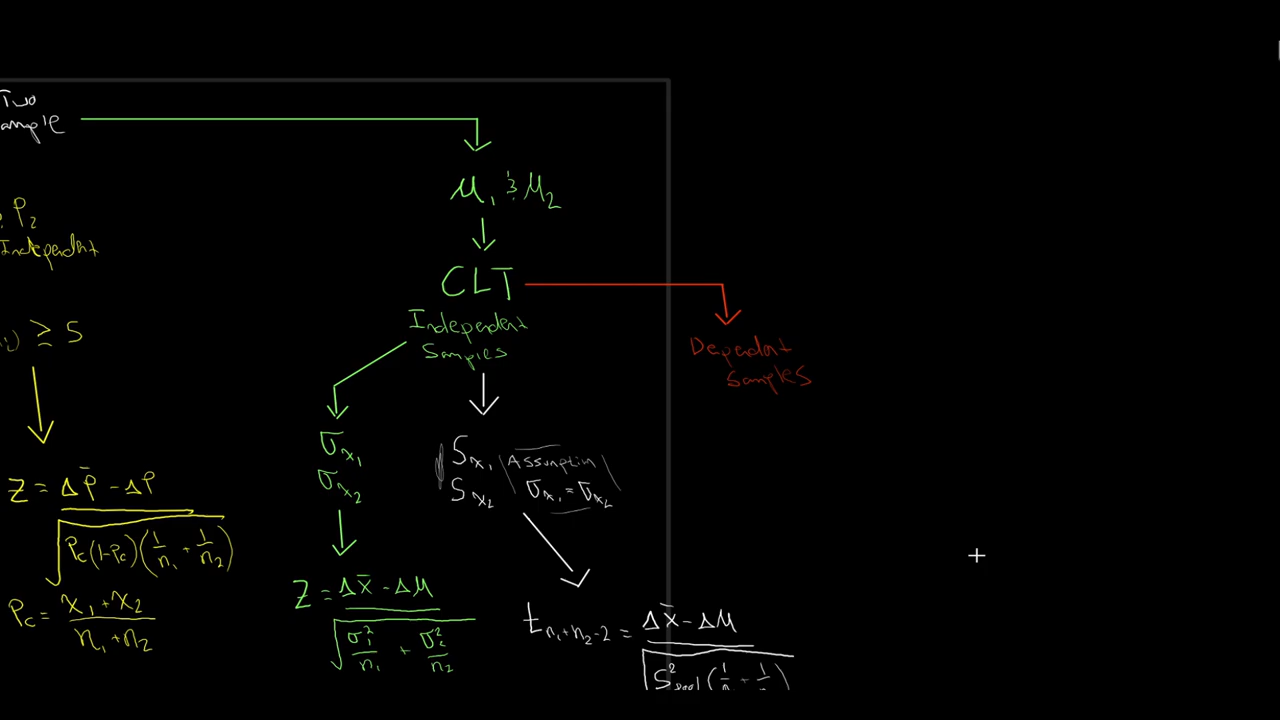 Two
ample
μ₁ & μ₂
: P₂
Independent
CLT
Independent
Samples
≥ 5
Dependent
Samples
σx₁
σx₂
Sx₁ Assumption
Sx₂ σx₁ = σx₂
Z = Δp̄ - Δp
√(Pc(1-Pc)(1/n₁ + 1/n₂))
Pc = (x₁ + x₂)/(n₁ + n₂)
Z = Δx̄ - Δμ
√(σ₁²/n₁ + σ₂²/n₂)
t n₁+n₂-2 = Δx̄ - Δμ
√(S²pool (1/n + 1/